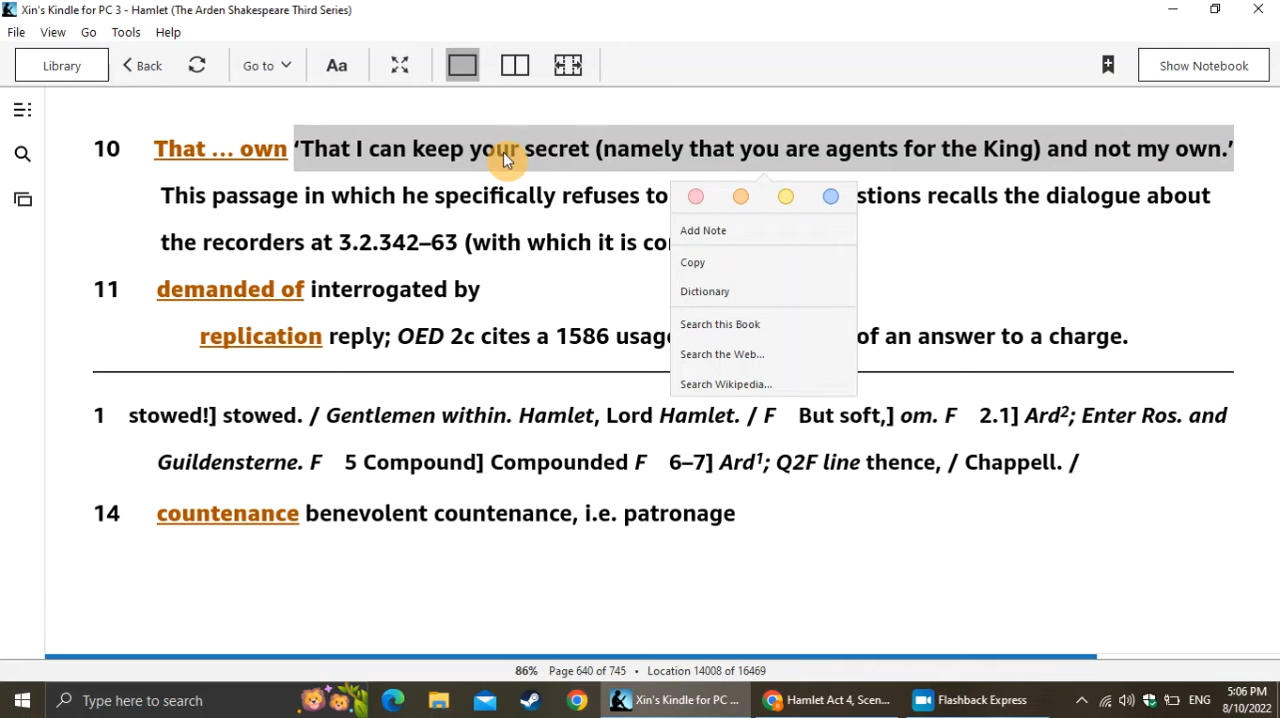 Xin's Kindle for PC 3 - Hamlet (The Arden Shakespeare Third Series)
File View Go Tools Help
Library Back Go to Aa Show Notebook
10 That ... own ‘That I can keep your secret (namely that you are agents for the King) and not my own.’
This passage in which he specifically refuses to stions recalls the dialogue about
the recorders at 3.2.342–63 (with which it is co
11 demanded of interrogated by
replication reply; OED 2c cites a 1586 usag of an answer to a charge.
Add Note
Copy
Dictionary
Search this Book
Search the Web...
Search Wikipedia...
1 stowed!] stowed. / Gentlemen within. Hamlet, Lord Hamlet. / F But soft,] om. F 2.1] Ard²; Enter Ros. and
Guildensterne. F 5 Compound] Compounded F 6–7] Ard¹; Q2F line thence, / Chappell. /
14 countenance benevolent countenance, i.e. patronage
86% Page 640 of 745 • Location 14008 of 16469
Type here to search Xin's Kindle for PC ... Hamlet Act 4, Scen... Flashback Express ENG 5:06 PM
8/10/2022